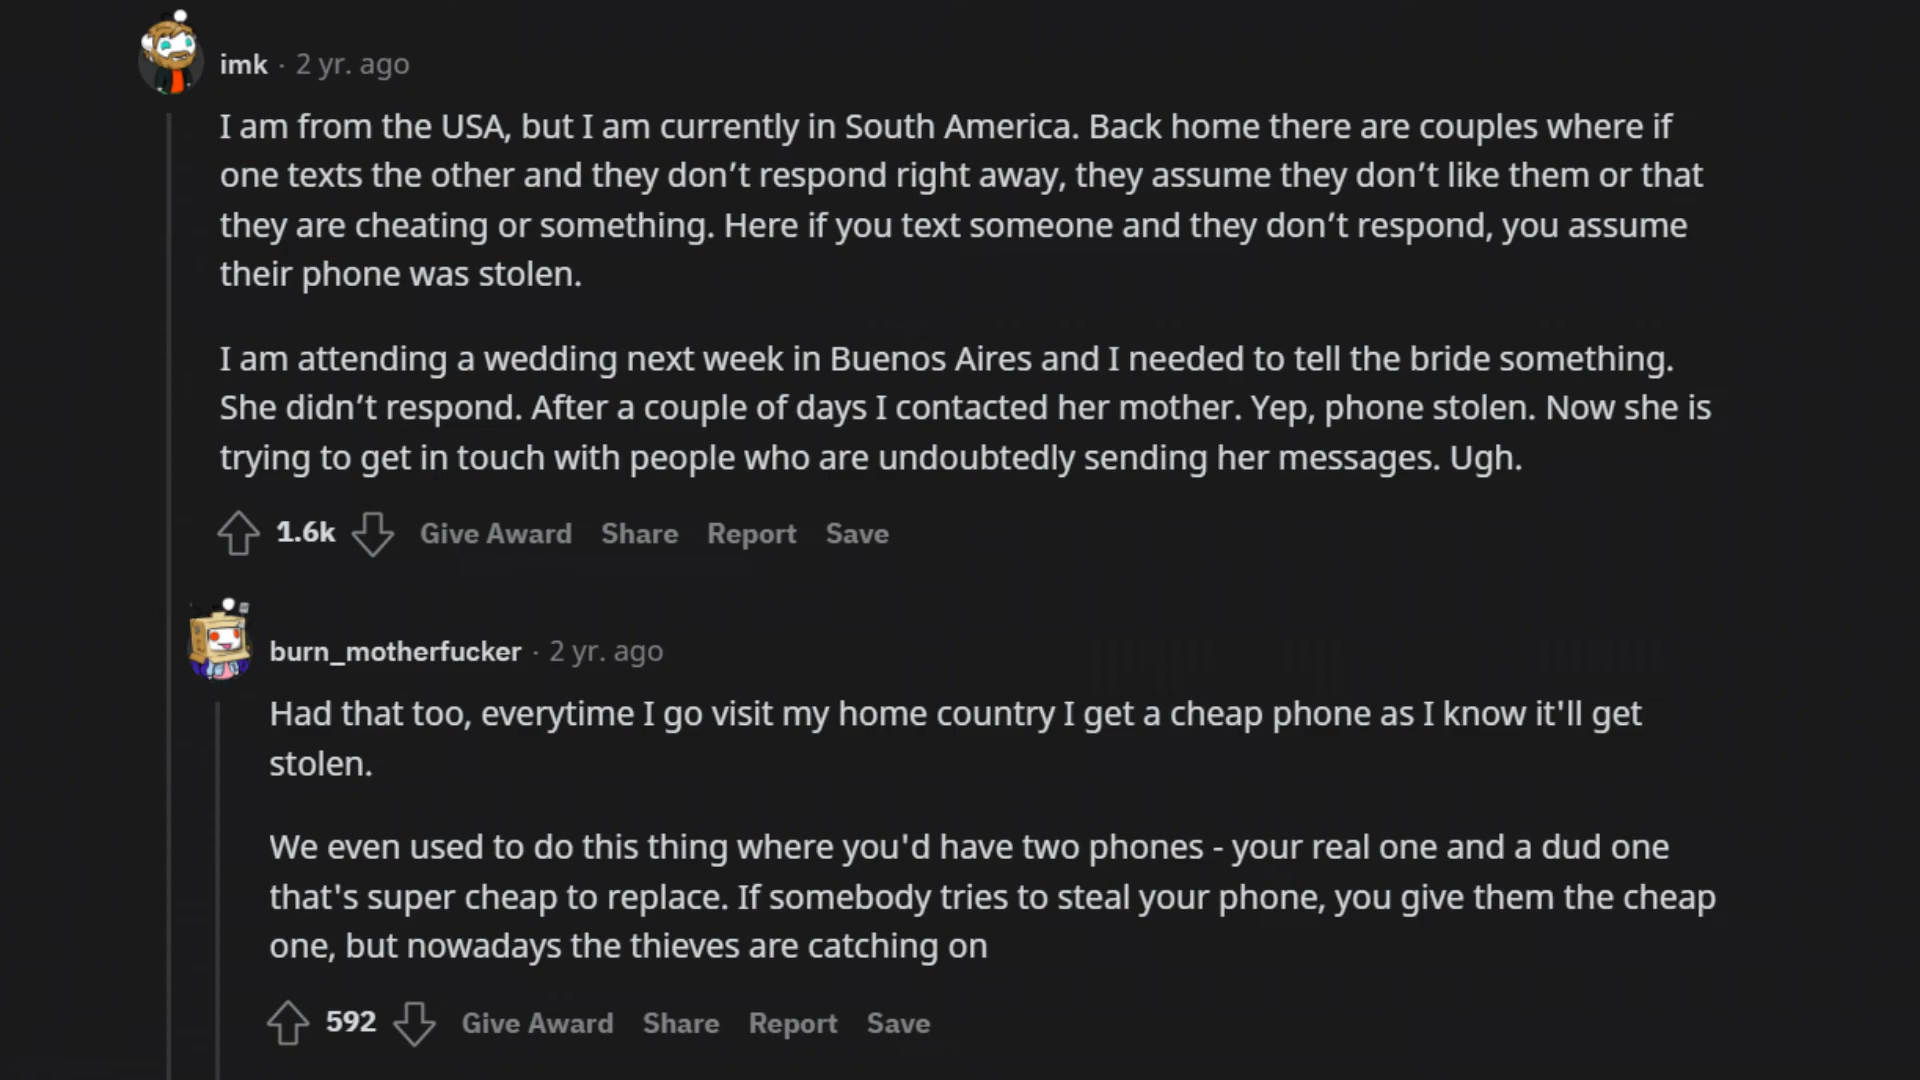 imk · 2 yr. ago
I am from the USA, but I am currently in South America. Back home there are couples where if
one texts the other and they don’t respond right away, they assume they don’t like them or that
they are cheating or something. Here if you text someone and they don’t respond, you assume
their phone was stolen.
I am attending a wedding next week in Buenos Aires and I needed to tell the bride something.
She didn’t respond. After a couple of days I contacted her mother. Yep, phone stolen. Now she is
trying to get in touch with people who are undoubtedly sending her messages. Ugh.
1.6k Give Award Share Report Save
burn_motherfucker · 2 yr. ago
Had that too, everytime I go visit my home country I get a cheap phone as I know it'll get
stolen.
We even used to do this thing where you'd have two phones - your real one and a dud one
that's super cheap to replace. If somebody tries to steal your phone, you give them the cheap
one, but nowadays the thieves are catching on
592 Give Award Share Report Save